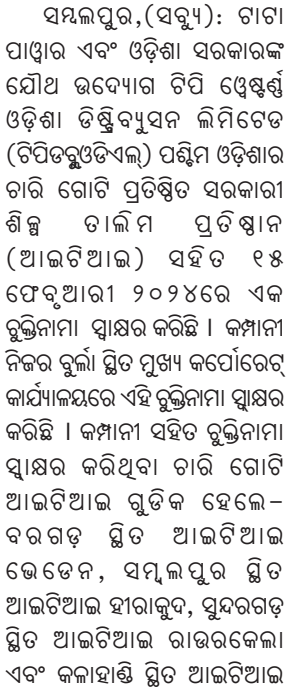 ସମ୍ବଲପୁର,(ସବ୍ୟୁ): ଟାଟା
ପାୱାର ଏବଂ ଓଡ଼ିଶା ସରକାରଙ୍କ
ଯୌଥ ଉଦ୍ୟୋଗ ଟିପି ୱେଷ୍ଟର୍ଣ୍ଣ
ଓଡ଼ିଶା ଡିଷ୍ଟ୍ରିବ୍ୟୁସନ ଲିମିଟେଡ
(ଟିପିଡବ୍ଲୁଓଡିଏଲ୍) ପଶ୍ଚିମ ଓଡ଼ିଶାର
ଚାରି ଗୋଟି ପ୍ରତିଷ୍ଠିତ ସରକାରୀ
ଶିଳ୍ପ ତାଲିମ ପ୍ରତିଷ୍ଠାନ
(ଆଇଟିଆଇ) ସହିତ ୧୫
ଫେବୃଆରୀ ୨୦୨୪ରେ ଏକ
ଚୁକ୍ତିନାମା ସ୍ୱାକ୍ଷର କରିଛି । କମ୍ପାନୀ
ନିଜର ବୁର୍ଲା ସ୍ଥିତ ମୁଖ୍ୟ କର୍ପୋରେଟ୍
କାର୍ଯ୍ୟାଳୟରେ ଏହି ଚୁକ୍ତିନାମା ସ୍ୱାକ୍ଷର
କରିଛି । କମ୍ପାନୀ ସହିତ ଚୁକ୍ତିନାମା
ସ୍ୱାକ୍ଷର କରିଥିବା ଚାରି ଗୋଟି
ଆଇଟିଆଇ ଗୁଡିକ ହେଲେ–
ବରଗଡ଼ ସ୍ଥିତ ଆଇଟିଆଇ
ଭେଡେନ, ସମ୍ୱଲପୁର ସ୍ଥିତ
ଆଇଟିଆଇ ହୀରାକୁଦ, ସୁନ୍ଦରଗଡ଼
ସ୍ଥିତ ଆଇଟିଆଇ ରାଉରକେଲା
ଏବଂ କଳାହାଣ୍ଡି ସ୍ଥିତ ଆଇଟିଆଇ